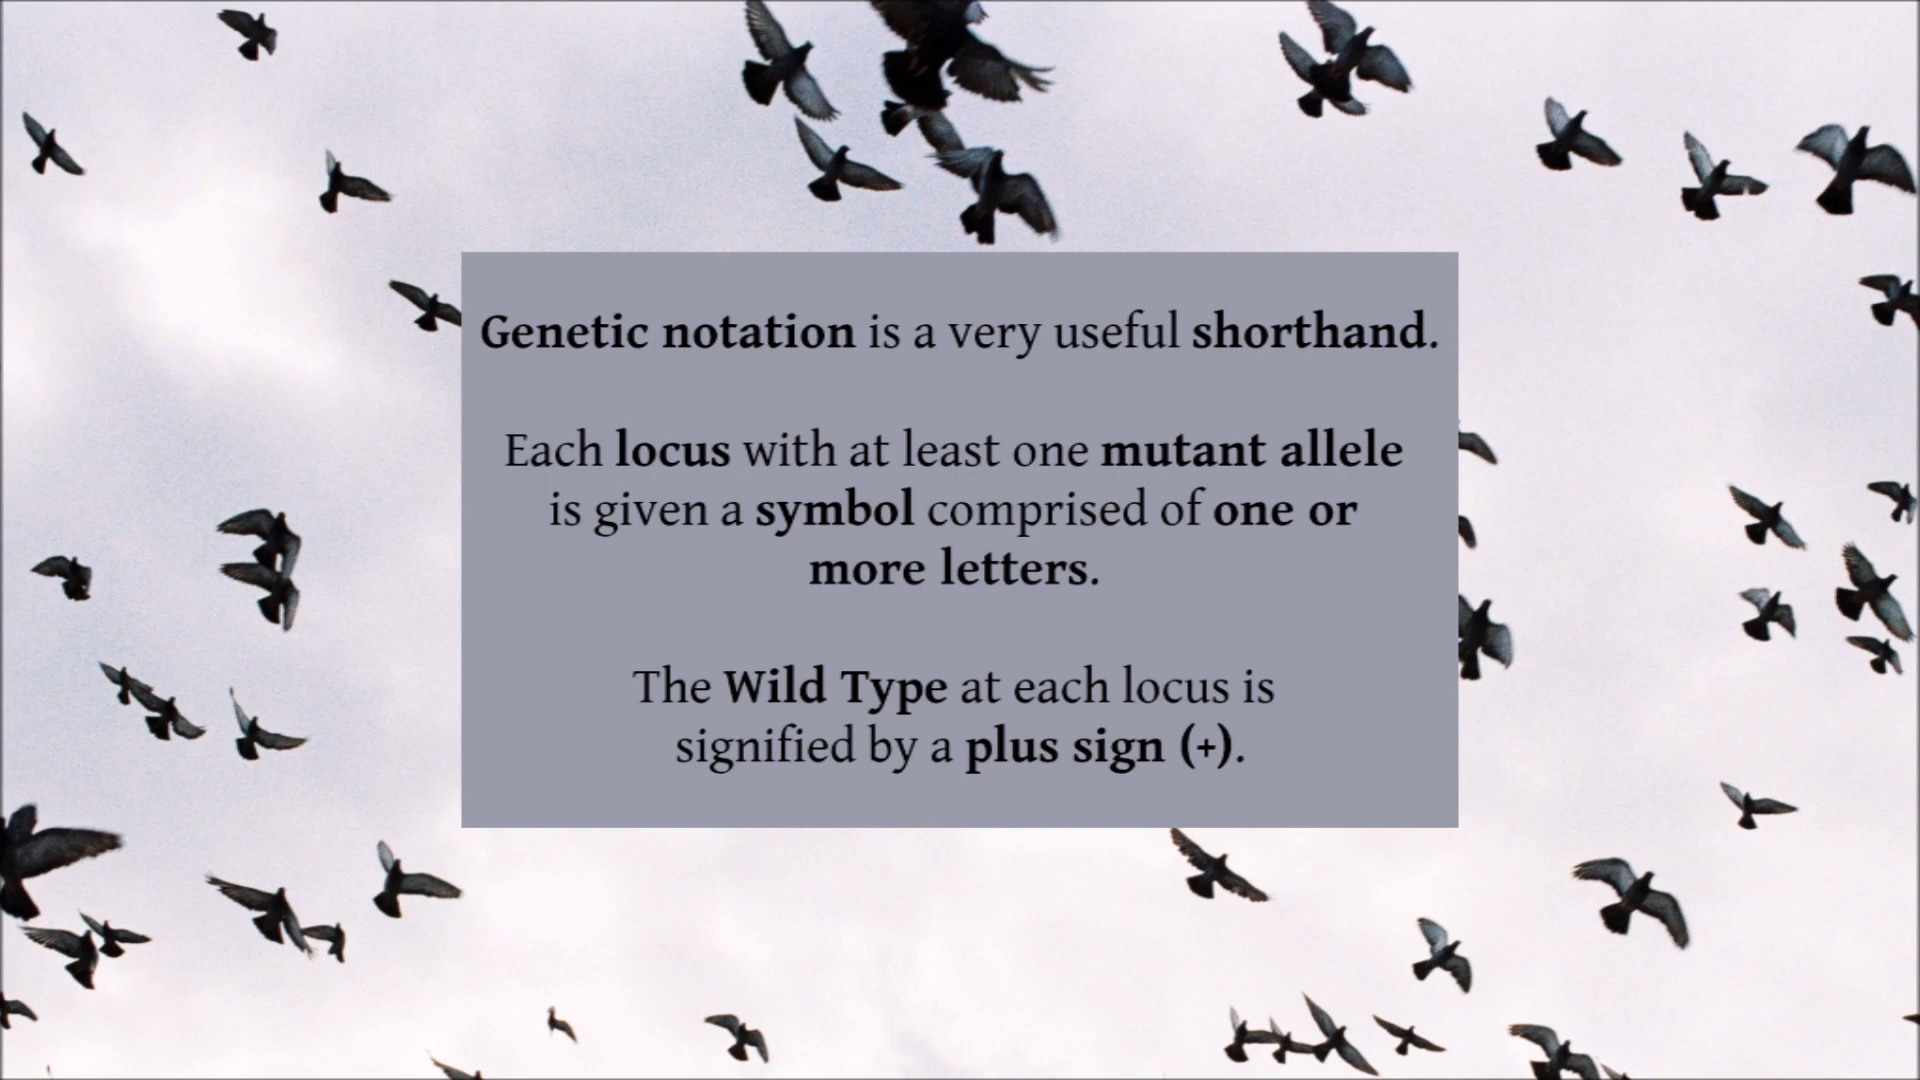 Genetic notation is a very useful shorthand.
Each locus with at least one mutant allele
is given a symbol comprised of one or
more letters.
The Wild Type at each locus is
signified by a plus sign (+).